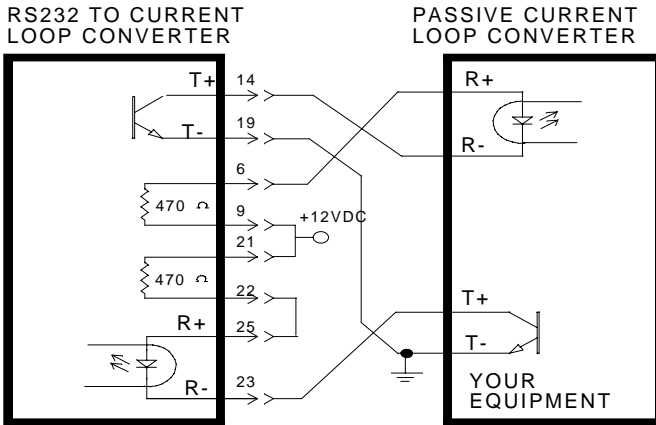 RS232 TO CURRENT
LOOP CONVERTER
PASSIVE CURRENT
LOOP CONVERTER
T+
14
T-
19
6
470 Ω
9
+12VDC
21
470 Ω
22
R+
25
R-
23
R+
R-
T+
T-
YOUR
EQUIPMENT